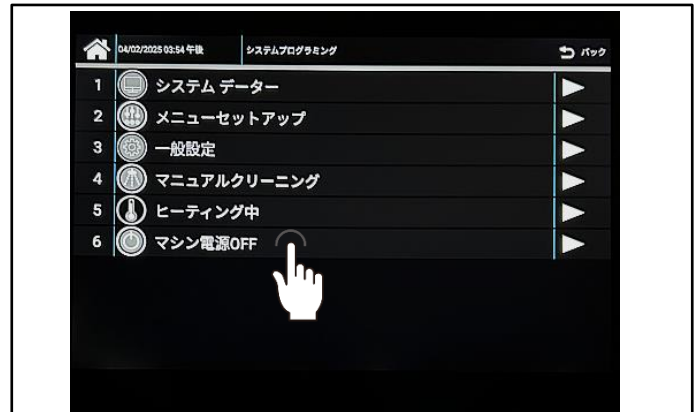 04/02/2025 03:54 午後 システムプログラミング バック
1 システム データー
2 メニューセットアップ
3 一般設定
4 マニュアルクリーニング
5 ヒーティング中
6 マシン電源OFF